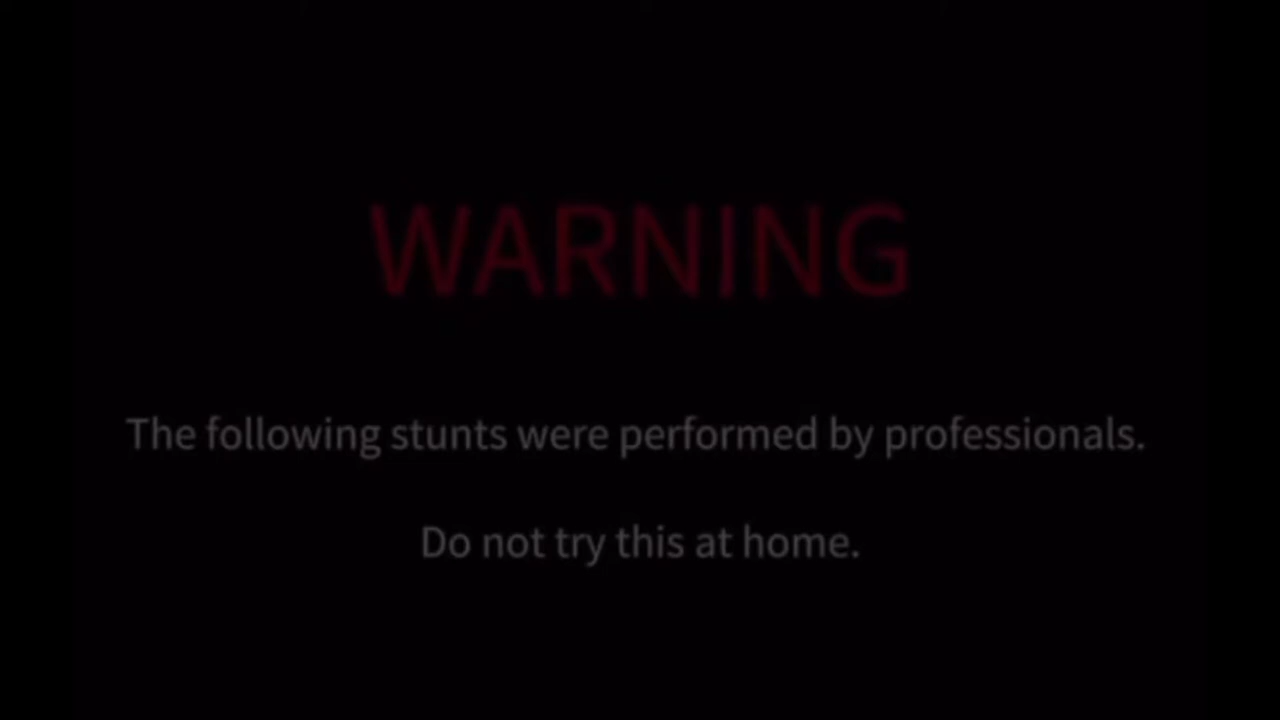 WARNING
The following stunts were performed by professionals.
Do not try this at home.